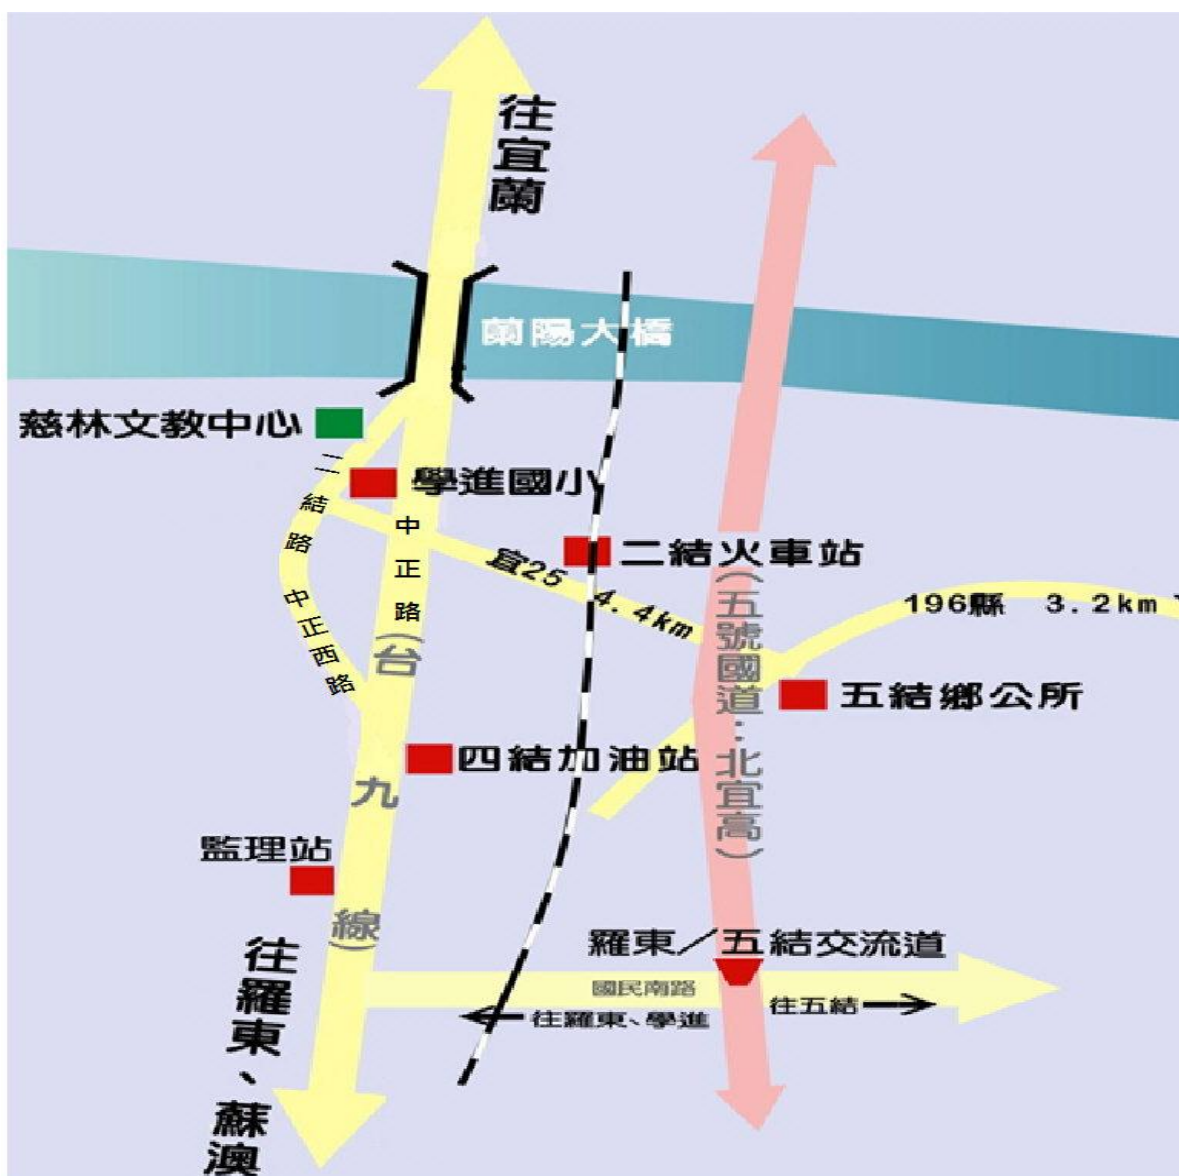 往宜蘭
蘭陽大橋
慈林文教中心
學進國小
二結路
中正路(台九線)
二結火車站
宜25 4.4km
196縣 3.2km
中正西路
(五號國道：北宜高)
五結鄉公所
四結加油站
監理站
羅東／五結交流道
國民南路
往五結
往羅東、學進
往羅東、蘇澳